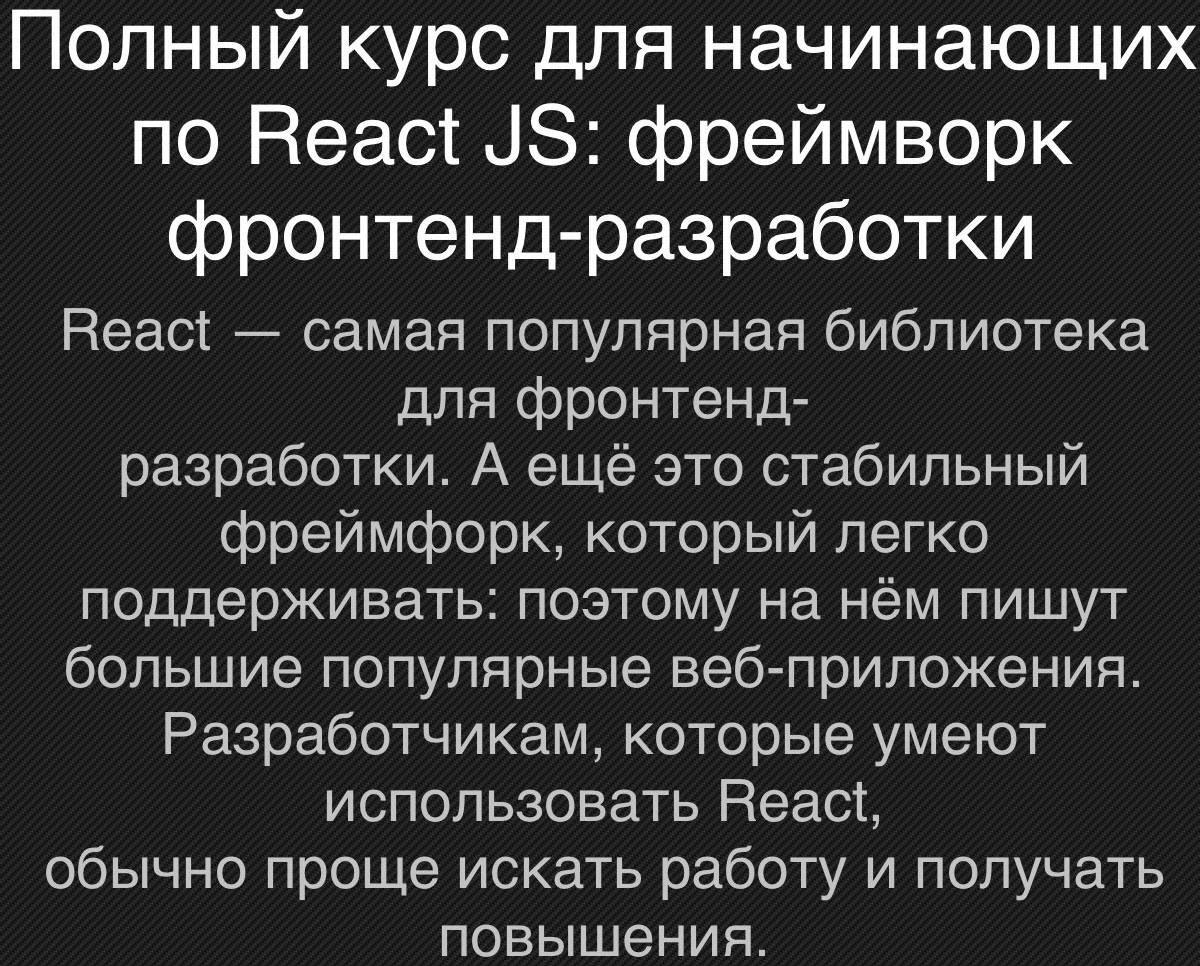 Полный курс для начинающих
по React JS: фреймворк
фронтенд-разработки
React — самая популярная библиотека
для фронтенд-
разработки. А ещё это стабильный
фреймфорк, который легко
поддерживать: поэтому на нём пишут
большие популярные веб-приложения.
Разработчикам, которые умеют
использовать React,
обычно проще искать работу и получать
повышения.